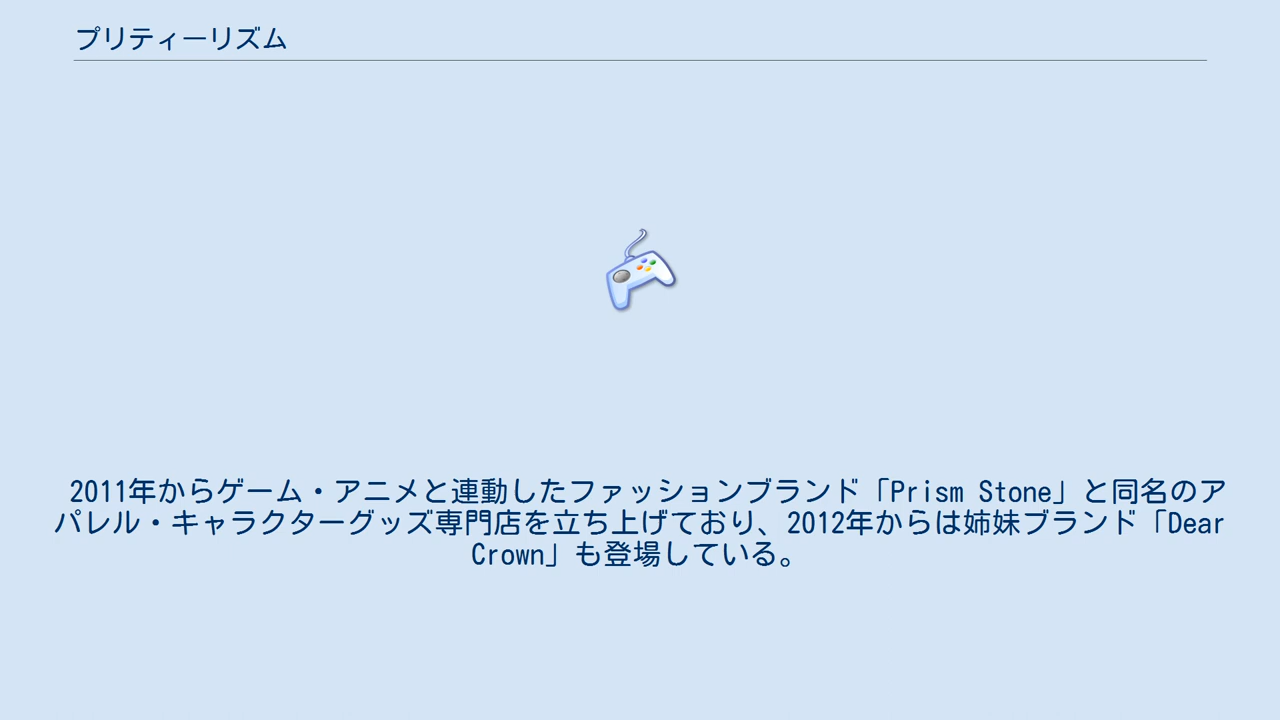 プリティーリズム
2011年からゲーム・アニメと連動したファッションブランド「Prism Stone」と同名のア
パレル・キャラクターグッズ専門店を立ち上げており、2012年からは姉妹ブランド「Dear
Crown」も登場している。